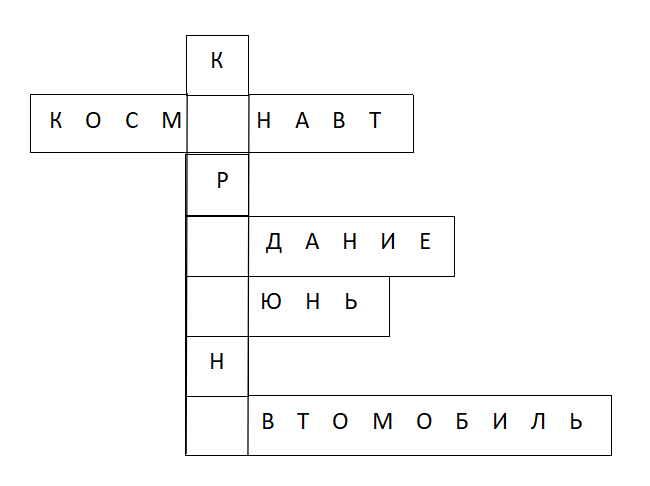 К
К О С М Н А В Т
Р
Д А Н И Е
Ю Н Ь
Н
В Т О М О Б И Л Ь